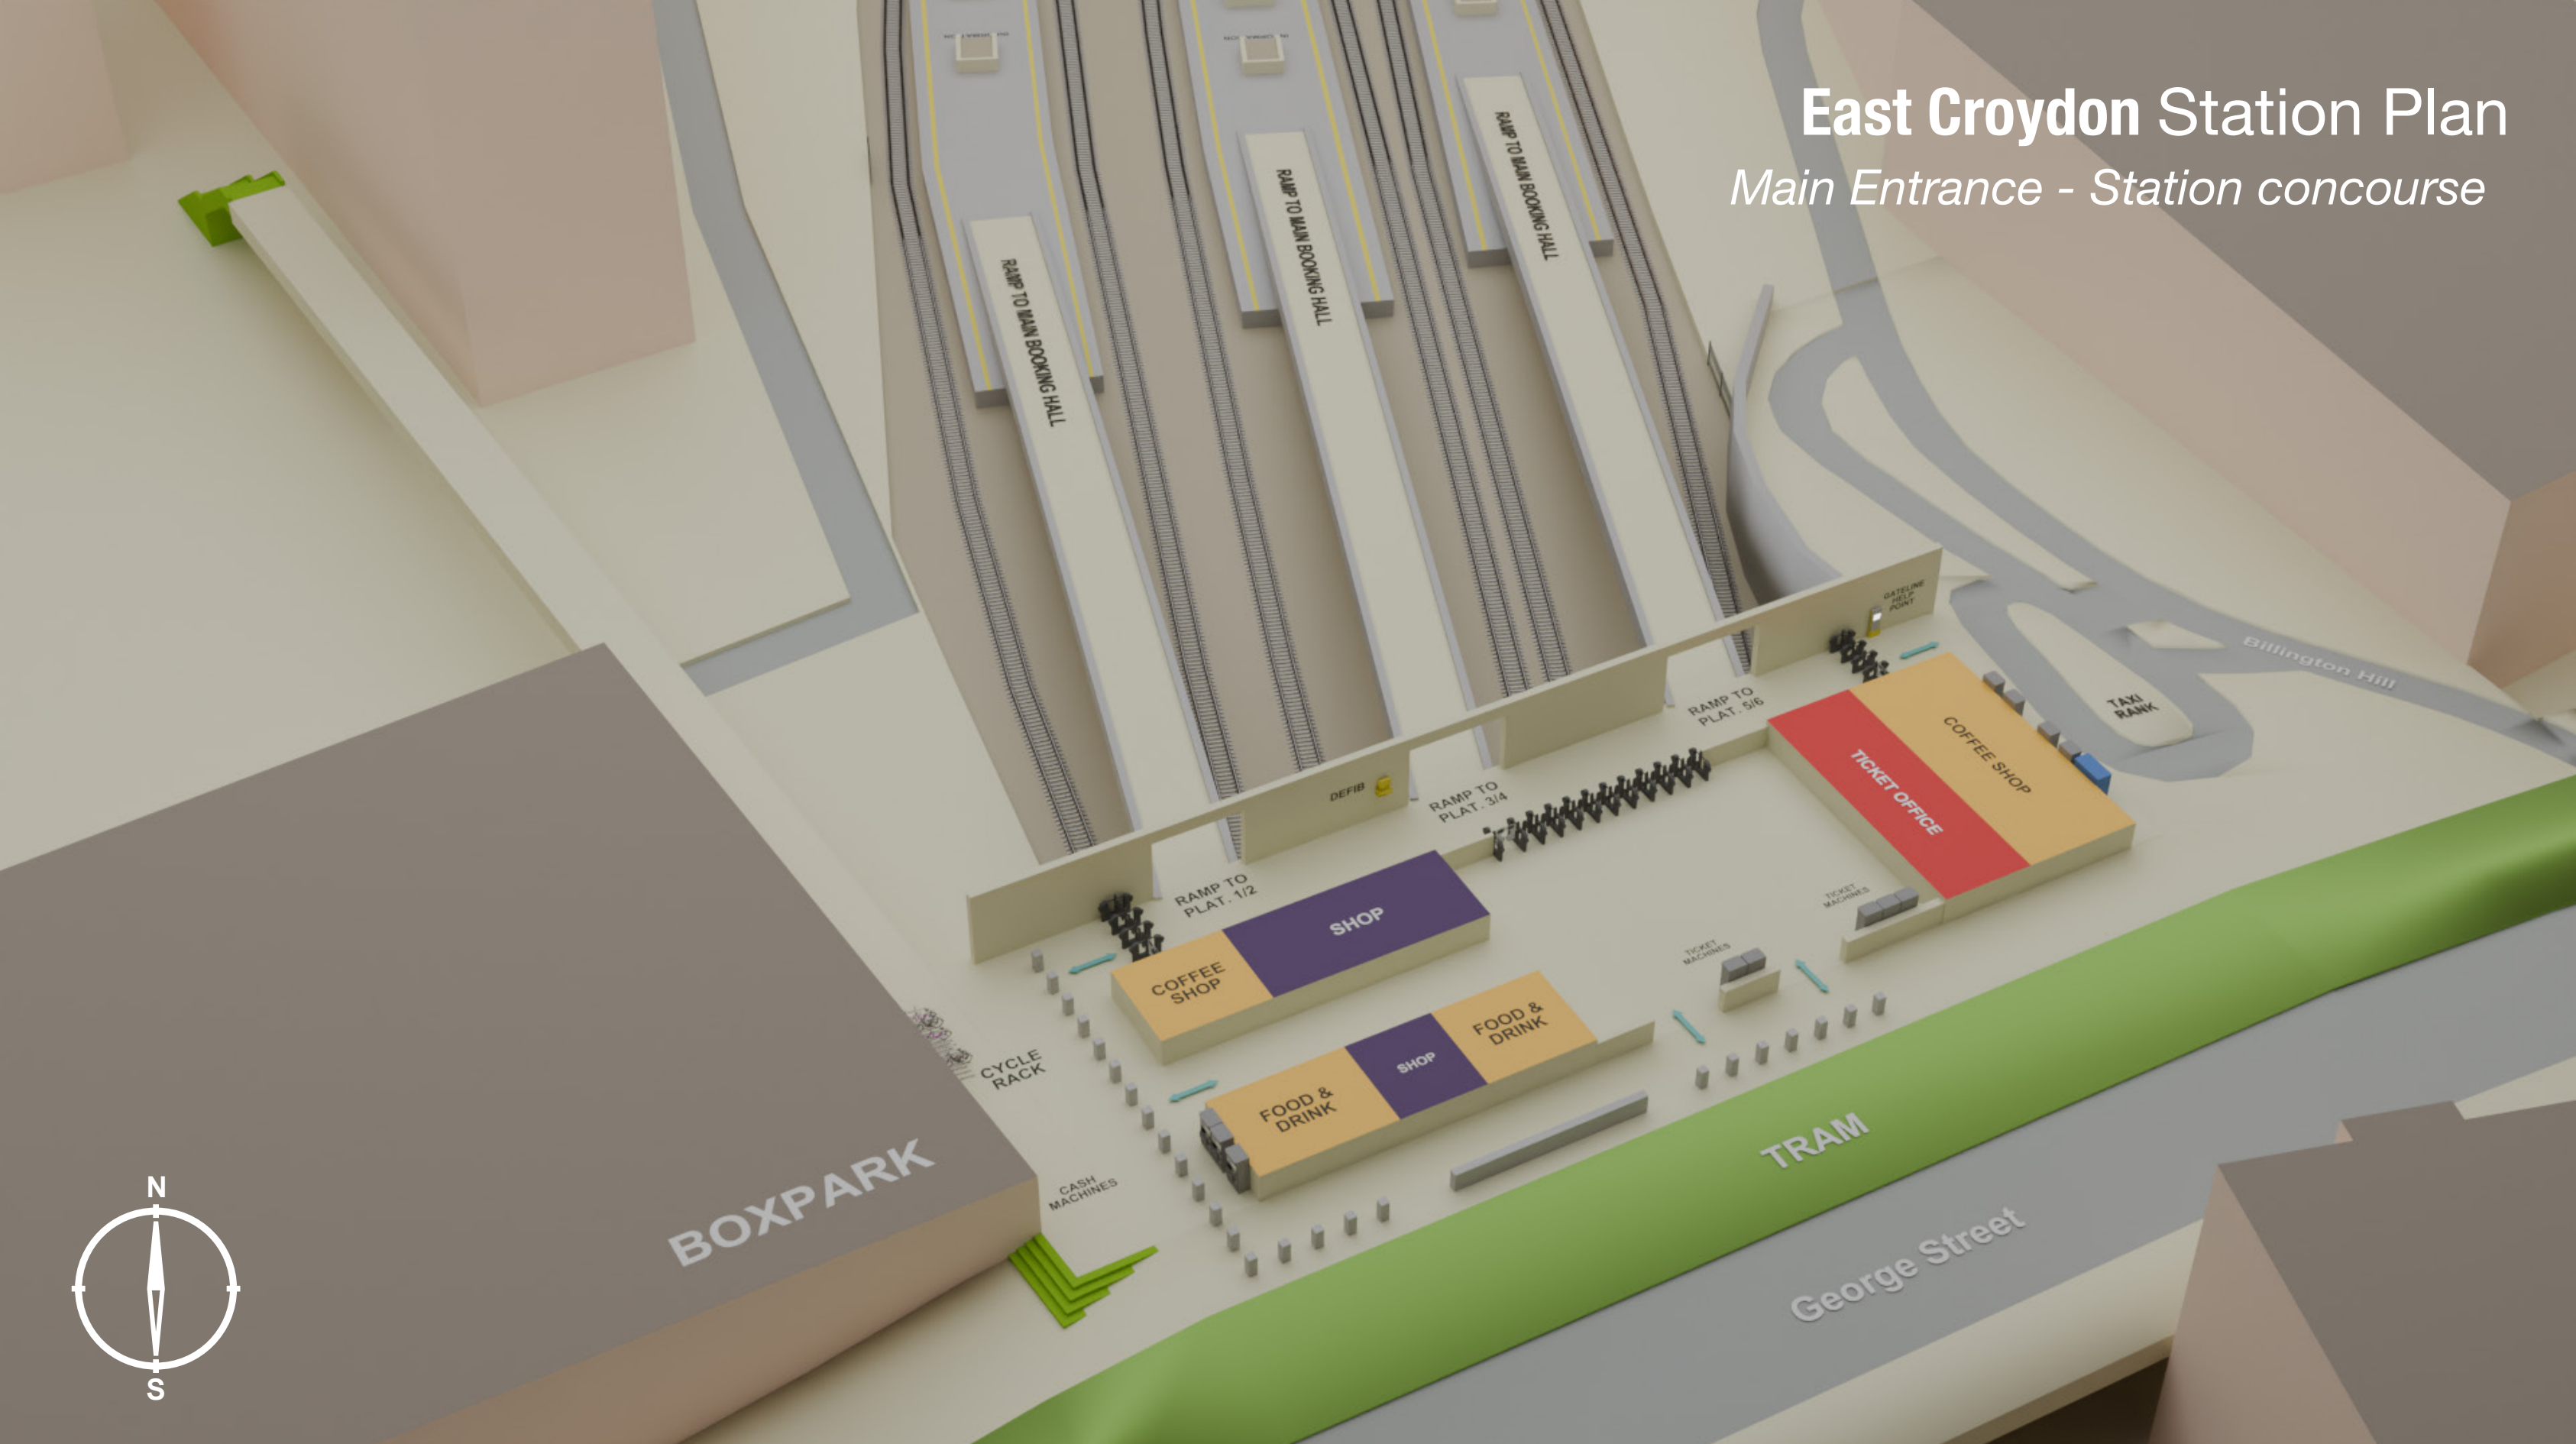 East Croydon Station Plan
Main Entrance - Station concourse
INFORMATION
INFORMATION
RAMP TO MAIN BOOKING HALL
RAMP TO MAIN BOOKING HALL
RAMP TO MAIN BOOKING HALL
GATELINE
HELP
POINT
Billington Hill
TAXI
RANK
RAMP TO
PLAT. 5/6
COFFEE SHOP
TICKET OFFICE
DEFIB
RAMP TO
PLAT. 3/4
RAMP TO
PLAT. 1/2
SHOP
COFFEE
SHOP
TICKET
MACHINES
TICKET
MACHINES
FOOD &
DRINK
SHOP
FOOD &
DRINK
CYCLE
RACK
CASH
MACHINES
BOXPARK
TRAM
George Street
N
S